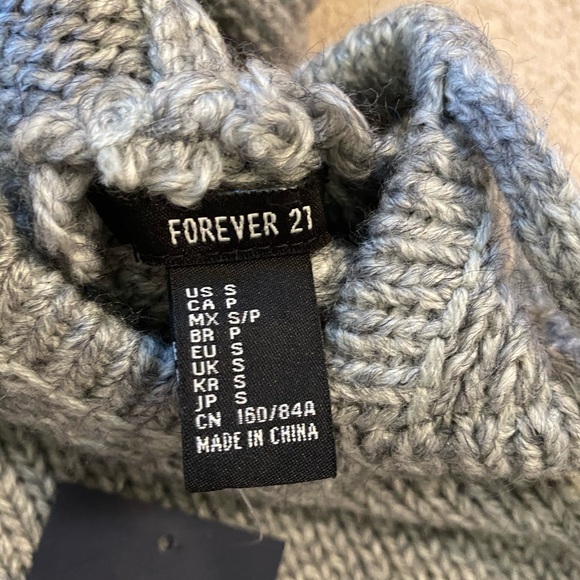 FOREVER 21
US S
CA P
MX S/P
BR P
EU S
UK S
KR S
JP S
CN 160/84A
MADE IN CHINA